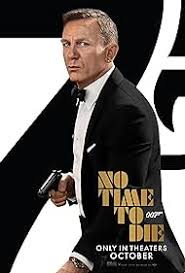 NO
TIME
TO 007
DIE
ONLY IN THEATERS
OCTOBER